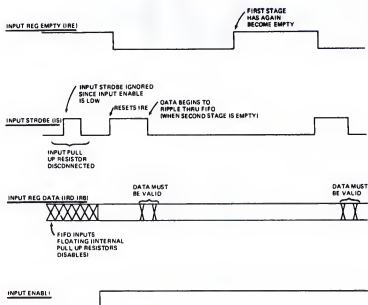 INPUT REG EMPTY (IRE)
FIRST STAGE
HAS AGAIN
BECOME EMPTY
INPUT STROBE IGNORED
SINCE INPUT ENABLE
IS LOW
RESETS IRE
DATA BEGINS TO
RIPPLE THRU FIFO
(WHEN SECOND STAGE IS EMPTY)
INPUT STROBE (IS)
INPUT PULL
UP RESISTOR
DISCONNECTED
INPUT REG DATA (IRD, IRB)
DATA MUST
BE VALID
DATA MUST
BE VALID
FIFO INPUTS
FLOATING (INTERNAL
PULL UP RESISTORS
DISABLES)
INPUT ENABLI